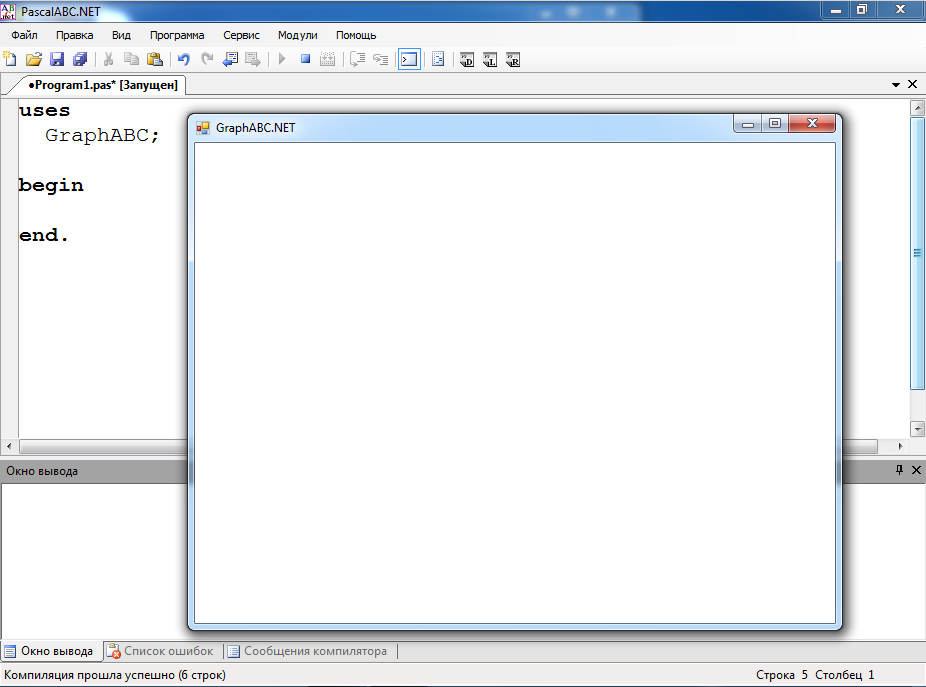 PascalABC.NET
Файл Правка Вид Программа Сервис Модули Помощь
•Program1.pas* [Запущен]
uses
GraphABC;
begin
end.
GraphABC.NET
Окно вывода
Окно вывода Список ошибок Сообщения компилятора
Компиляция прошла успешно (6 строк) Строка 5 Столбец 1